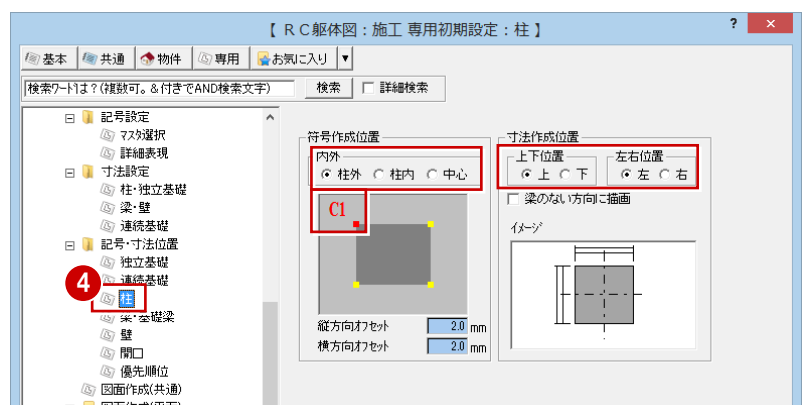 【 ＲＣ躯体図：施工 専用初期設定：柱 】
? ×
基本 共通 物件 専用 お気に入り ▼
検索ワードは？(複数可。＆付きでAND検索文字) 検索 詳細検索
記号設定
マスタ選択
詳細表現
寸法設定
柱・独立基礎
梁・壁
連続基礎
記号・寸法位置
独立基礎
連続基礎
4
柱
梁・基礎梁
壁
開口
優先順位
図面作成(共通)
図面作成(平面)
符号作成位置
内外
柱外 柱内 中心
C1
縦方向オフセット 2.0 mm
横方向オフセット 2.0 mm
寸法作成位置
上下位置
上 下
左右位置
左 右
梁のない方向に描画
イメージ